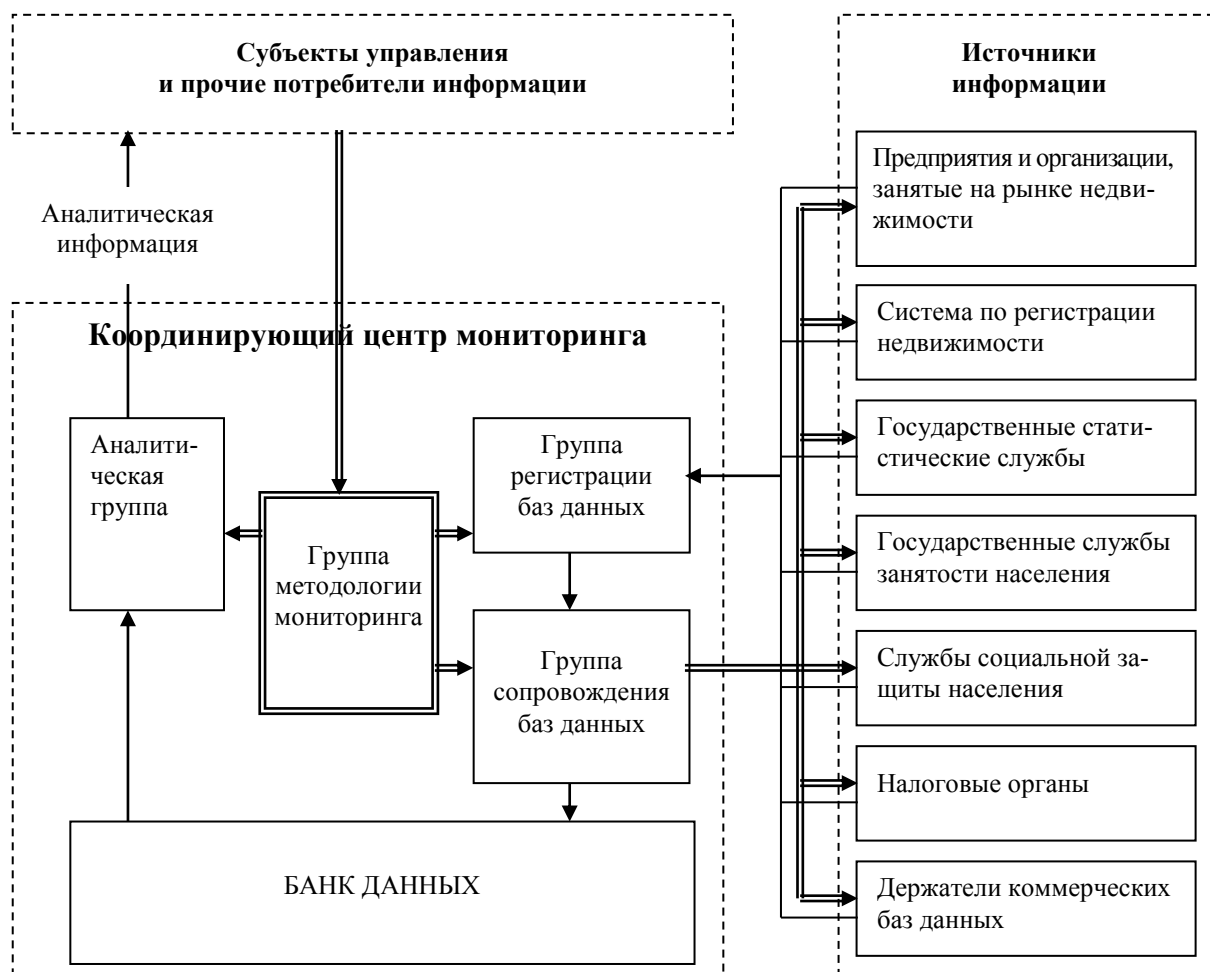 Субъекты управления
и прочие потребители информации
Источники
информации
Аналитическая
информация
Предприятия и организации,
занятые на рынке недви-
жимости
Система по регистрации
недвижимости
Государственные стати-
стические службы
Государственные службы
занятости населения
Службы социальной за-
щиты населения
Налоговые органы
Держатели коммерческих
баз данных
Координирующий центр мониторинга
Аналити-
ческая
группа
Группа
методологии
мониторинга
Группа
регистрации
баз данных
Группа
сопровождения
баз данных
БАНК ДАННЫХ